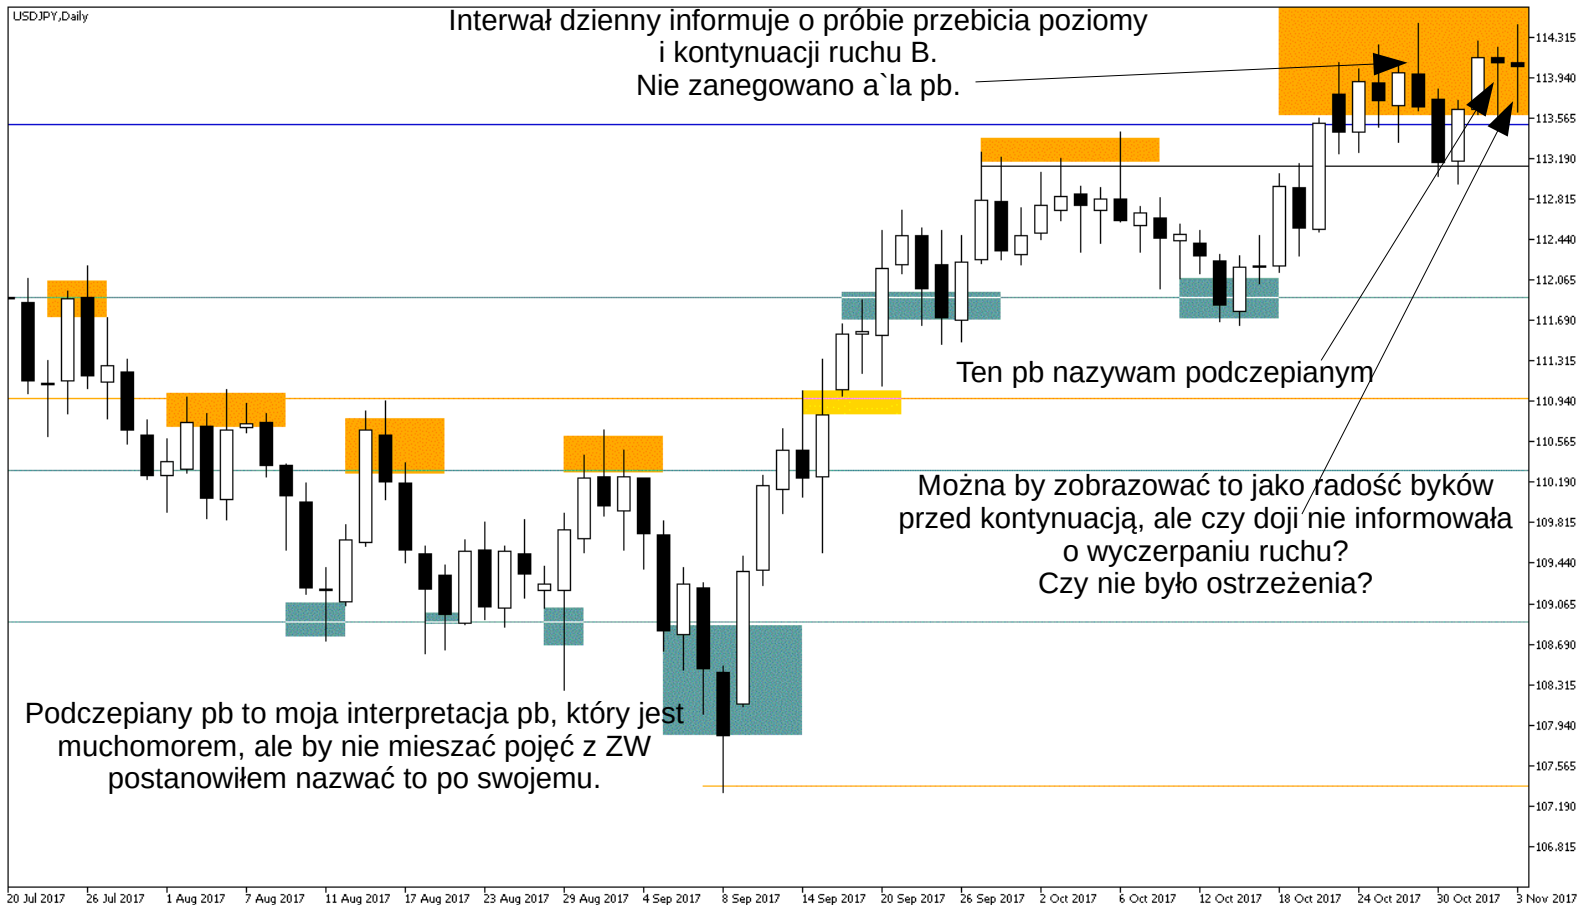 USDJPY,Daily
Interwał dzienny informuje o próbie przebicia poziomy
i kontynuacji ruchu B.
Nie zanegowano a`la pb.
114.315
113.940
113.565
113.190
112.815
112.440
112.065
111.690
111.315
Ten pb nazywam podczepianym
110.940
110.565
110.190
Można by zobrazować to jako radość byków
przed kontynuacją, ale czy doji nie informowała
o wyczerpaniu ruchu?
Czy nie było ostrzeżenia?
109.815
109.440
109.065
108.690
108.315
Podczepiany pb to moja interpretacja pb, który jest
muchomorem, ale by nie mieszać pojęć z ZW
postanowiłem nazwać to po swojemu.
107.940
107.565
107.190
106.815
20 Jul 2017 26 Jul 2017 1 Aug 2017 7 Aug 2017 11 Aug 2017 17 Aug 2017 23 Aug 2017 29 Aug 2017 4 Sep 2017 8 Sep 2017 14 Sep 2017 20 Sep 2017 26 Sep 2017 2 Oct 2017 6 Oct 2017 12 Oct 2017 18 Oct 2017 24 Oct 2017 30 Oct 2017 3 Nov 2017